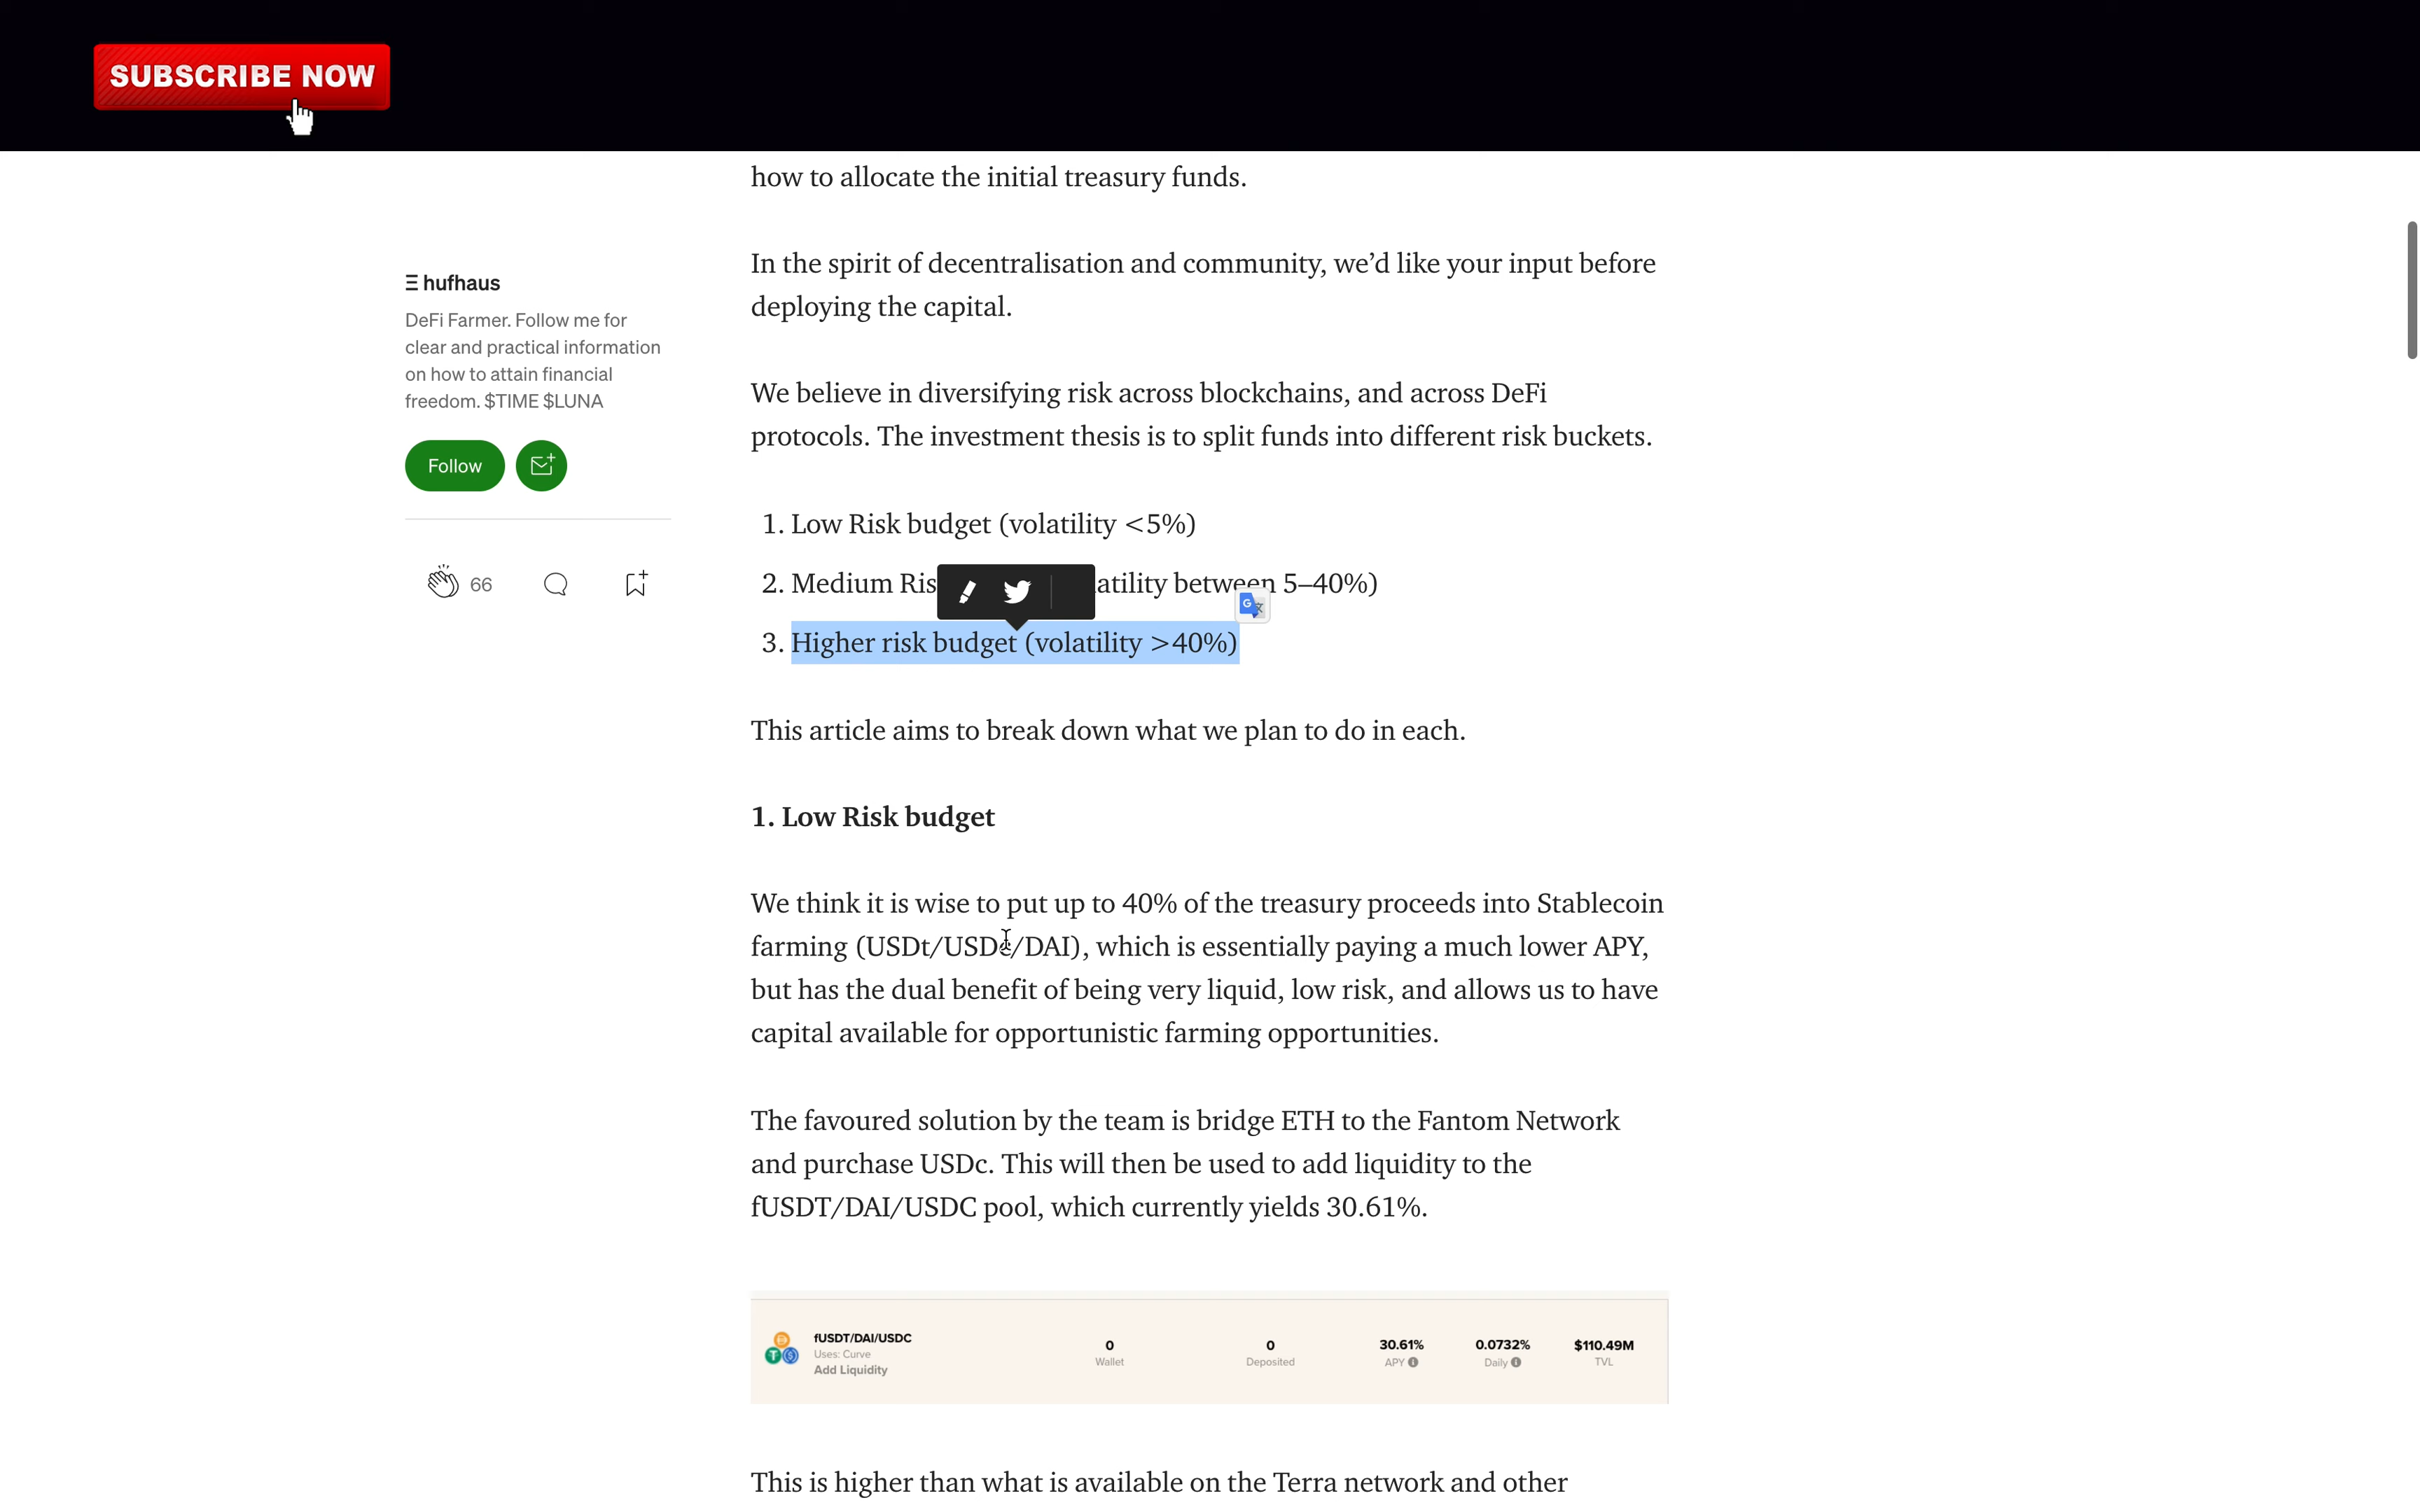 SUBSCRIBE NOW
how to allocate the initial treasury funds.
In the spirit of decentralisation and community, we’d like your input before
deploying the capital.
Ξ hufhaus
DeFi Farmer. Follow me for
clear and practical information
on how to attain financial
freedom. $TIME $LUNA
Follow
66
We believe in diversifying risk across blockchains, and across DeFi
protocols. The investment thesis is to split funds into different risk buckets.
1. Low Risk budget (volatility <5%)
2. Medium Ris atility between 5–40%)
3. Higher risk budget (volatility >40%)
This article aims to break down what we plan to do in each.
1. Low Risk budget
We think it is wise to put up to 40% of the treasury proceeds into Stablecoin
farming (USDt/USDc/DAI), which is essentially paying a much lower APY,
but has the dual benefit of being very liquid, low risk, and allows us to have
capital available for opportunistic farming opportunities.
The favoured solution by the team is bridge ETH to the Fantom Network
and purchase USDc. This will then be used to add liquidity to the
fUSDT/DAI/USDC pool, which currently yields 30.61%.
fUSDT/DAI/USDC
Uses: Curve
Add Liquidity
0
Wallet
0
Deposited
30.61%
APY
0.0732%
Daily
$110.49M
TVL
This is higher than what is available on the Terra network and other